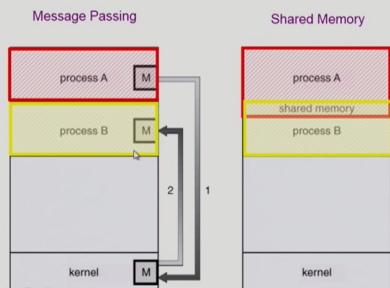 Message Passing
process A M
process B M
2 1
kernel M
Shared Memory
process A
shared memory
process B
kernel